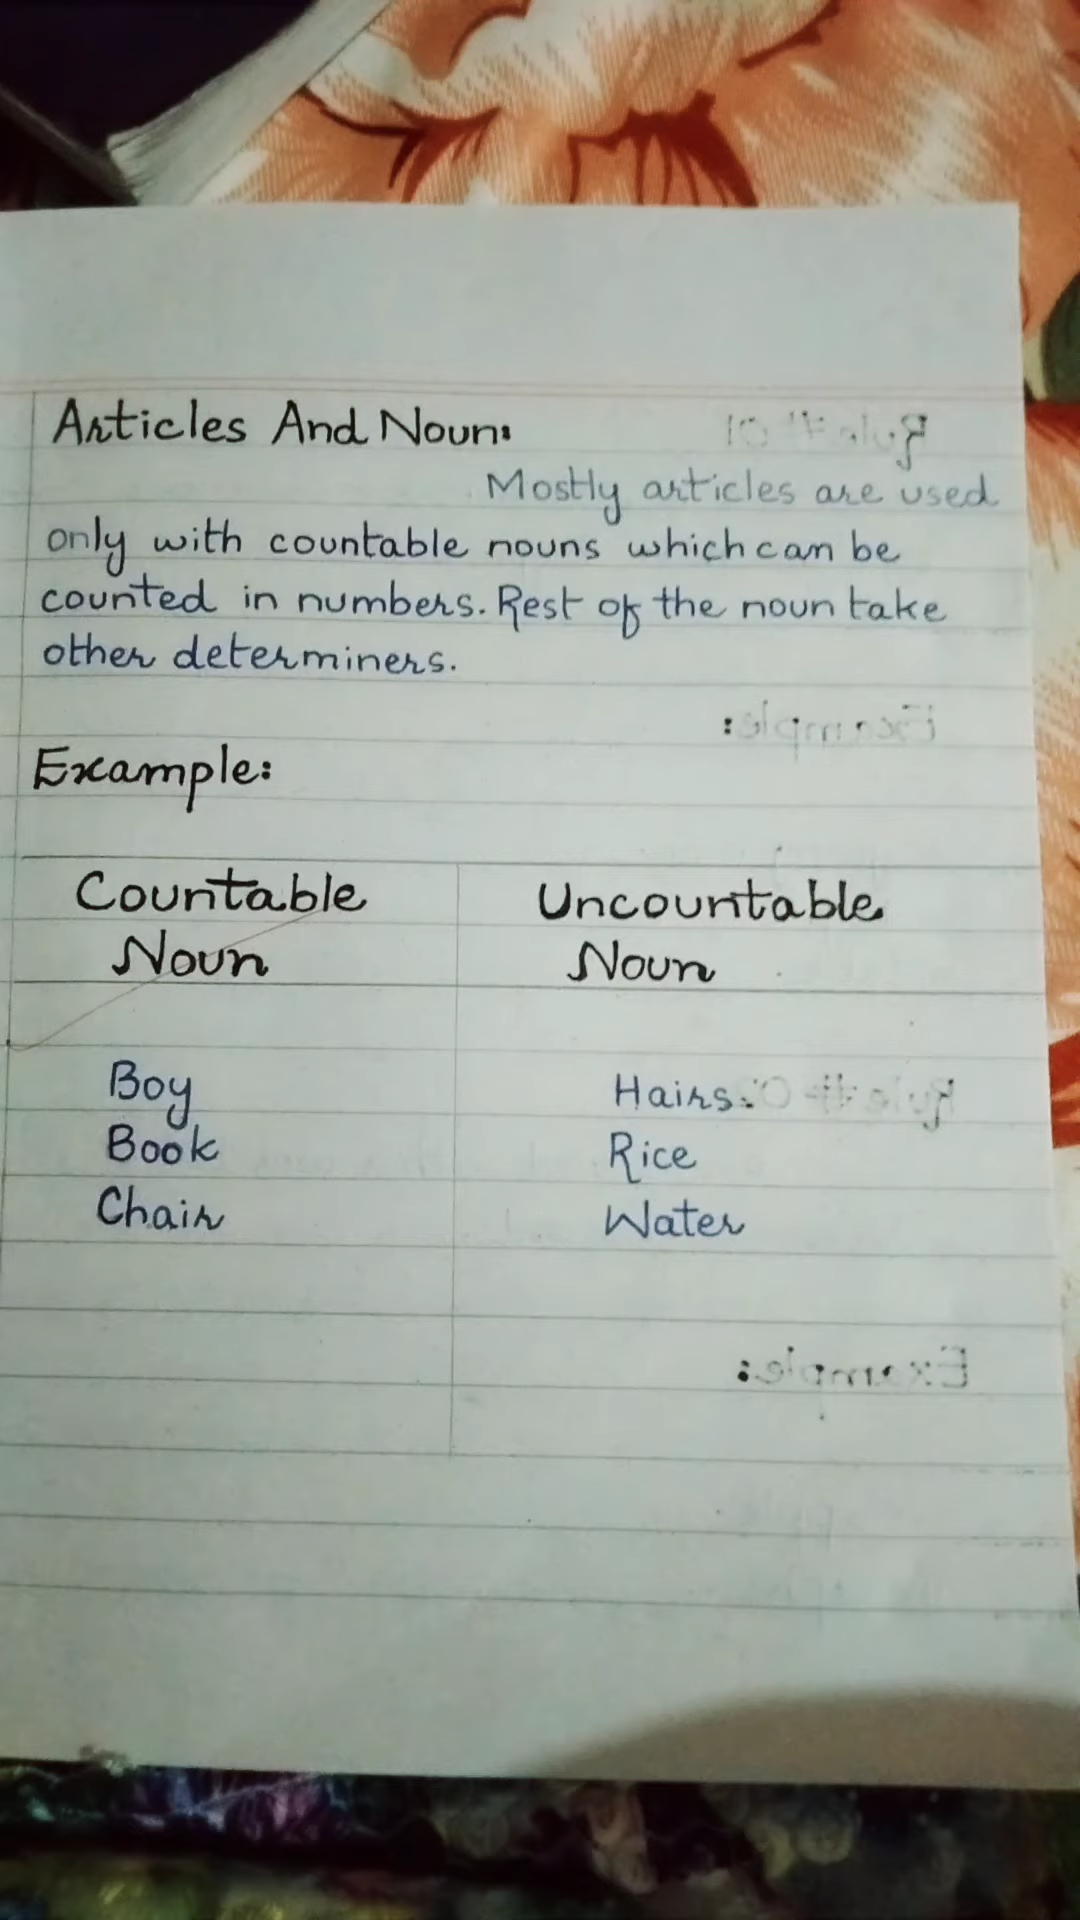 Articles And Noun:
Mostly articles are used
only with countable nouns which can be
counted in numbers. Rest of the noun take
other determiners.
Example:
Countable Noun
Uncountable Noun
Boy
Hairs.
Book
Rice
Chair
Water